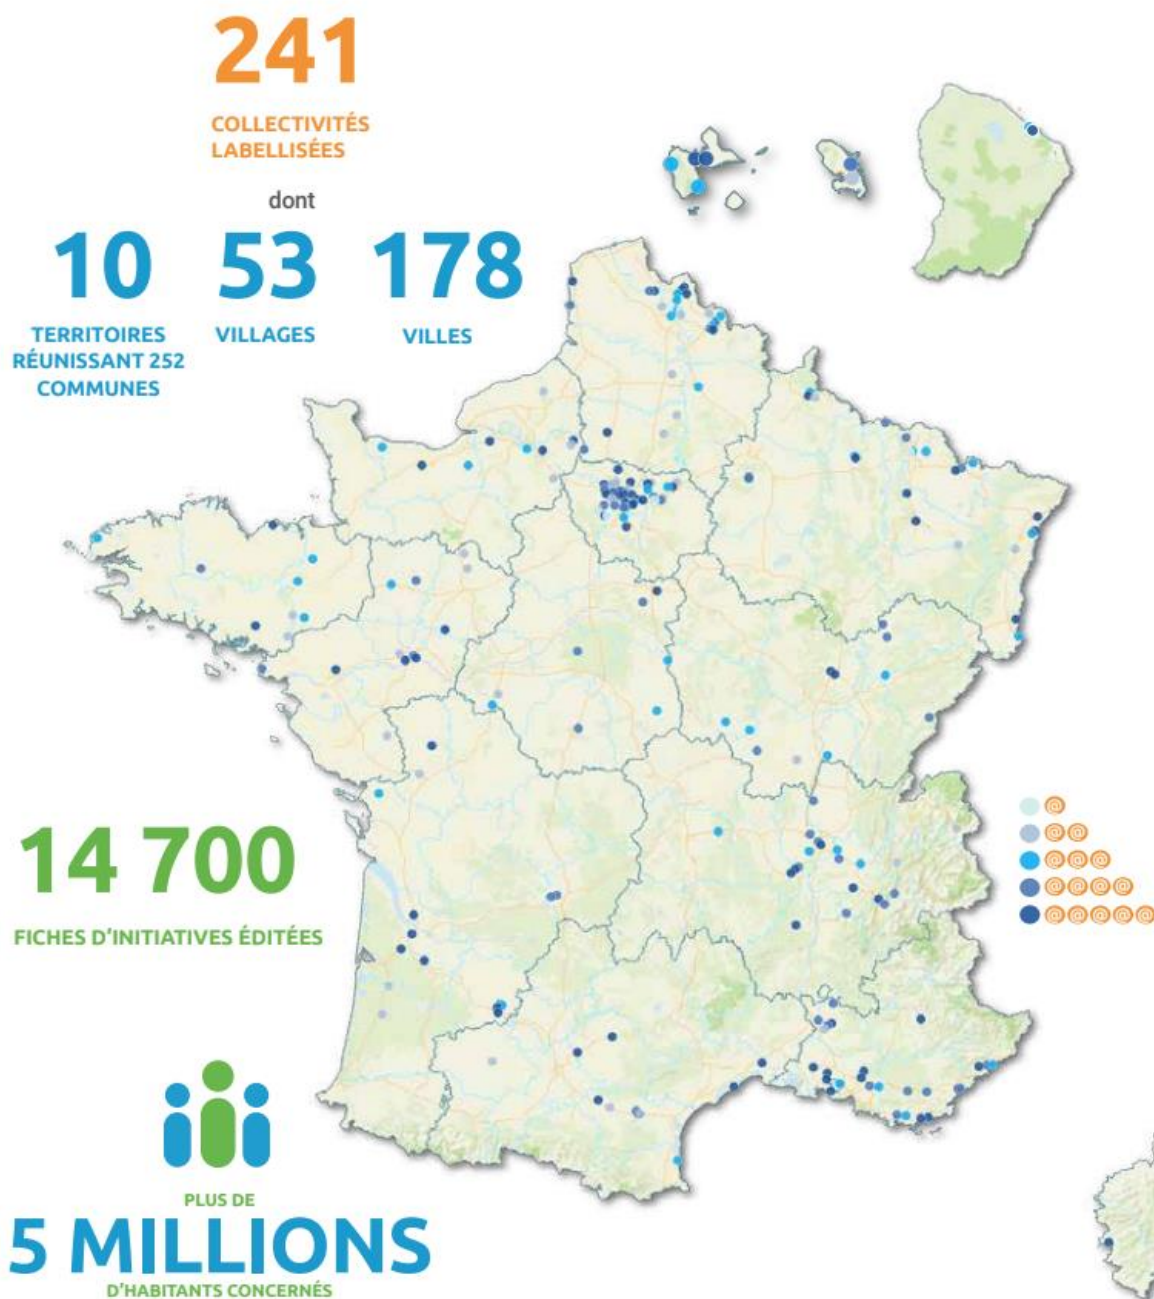 241
COLLECTIVITÉS
LABELLISÉES
dont
10
TERRITOIRES
RÉUNISSANT 252
COMMUNES
53
VILLAGES
178
VILLES
14 700
FICHES D'INITIATIVES ÉDITÉES
@
@@
@@@
@@@@
@@@@@
PLUS DE
5 MILLIONS
D'HABITANTS CONCERNÉS